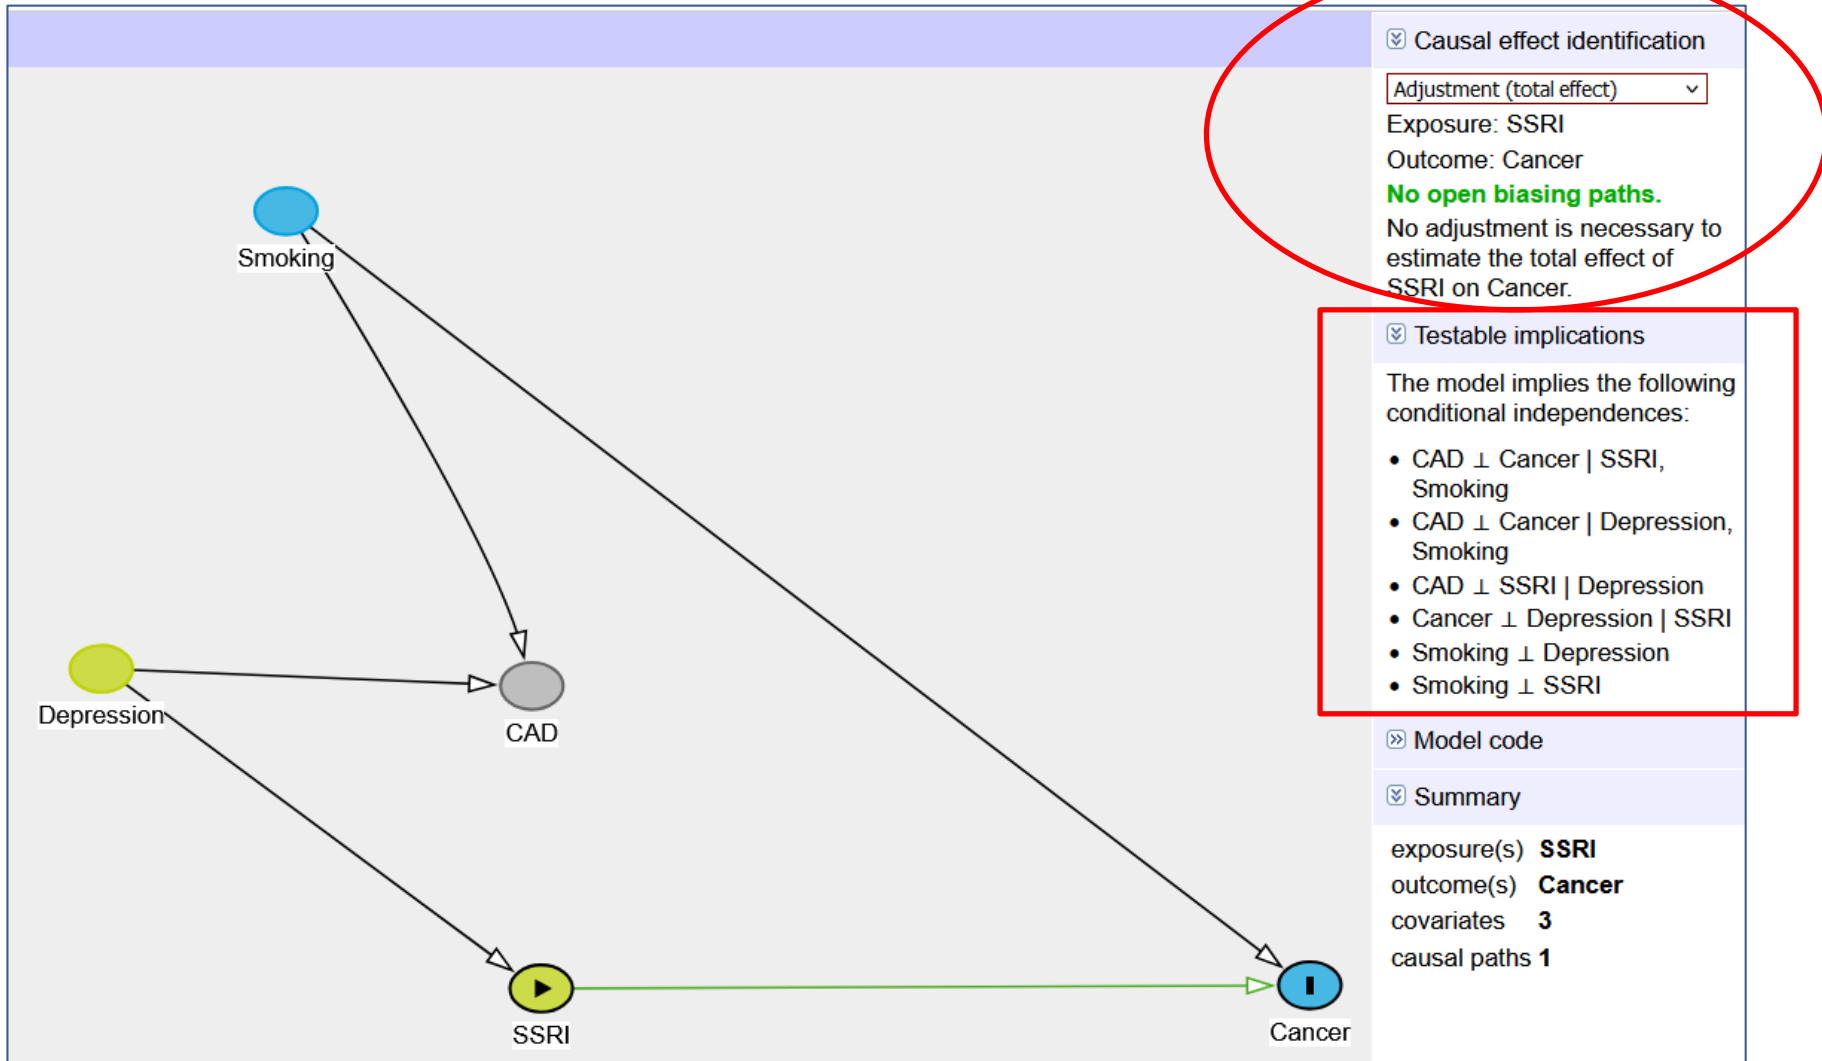 Causal effect identification
Adjustment (total effect)
Exposure: SSRI
Outcome: Cancer
No open biasing paths.
No adjustment is necessary to
estimate the total effect of
SSRI on Cancer.
Smoking
Depression
CAD
SSRI
Cancer
Testable implications
The model implies the following
conditional independences:
• CAD ⊥ Cancer | SSRI,
Smoking
• CAD ⊥ Cancer | Depression,
Smoking
• CAD ⊥ SSRI | Depression
• Cancer ⊥ Depression | SSRI
• Smoking ⊥ Depression
• Smoking ⊥ SSRI
Model code
Summary
exposure(s) SSRI
outcome(s) Cancer
covariates 3
causal paths 1